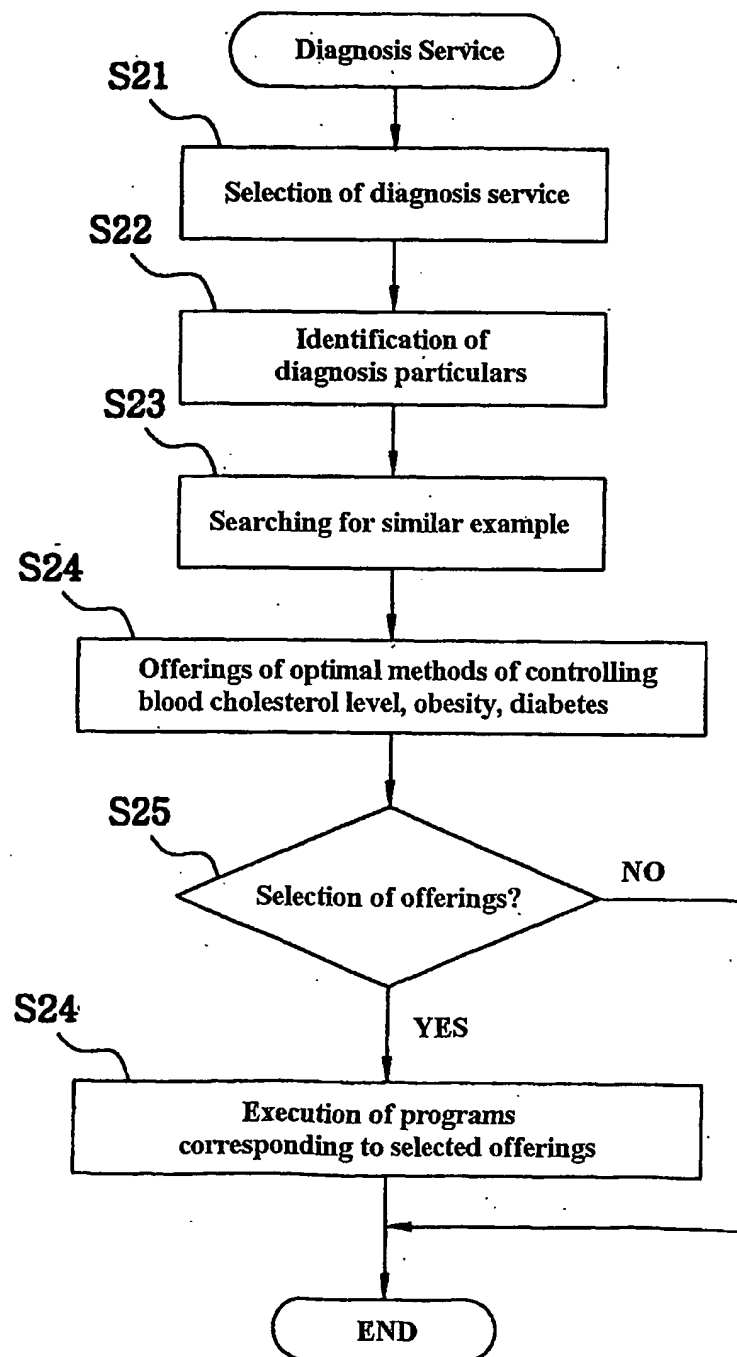 Diagnosis Service
S21
Selection of diagnosis service
S22
Identification of
diagnosis particulars
S23
Searching for similar example
S24
Offerings of optimal methods of controlling
blood cholesterol level, obesity, diabetes
S25
Selection of offerings?
NO
YES
S24
Execution of programs
corresponding to selected offerings
END